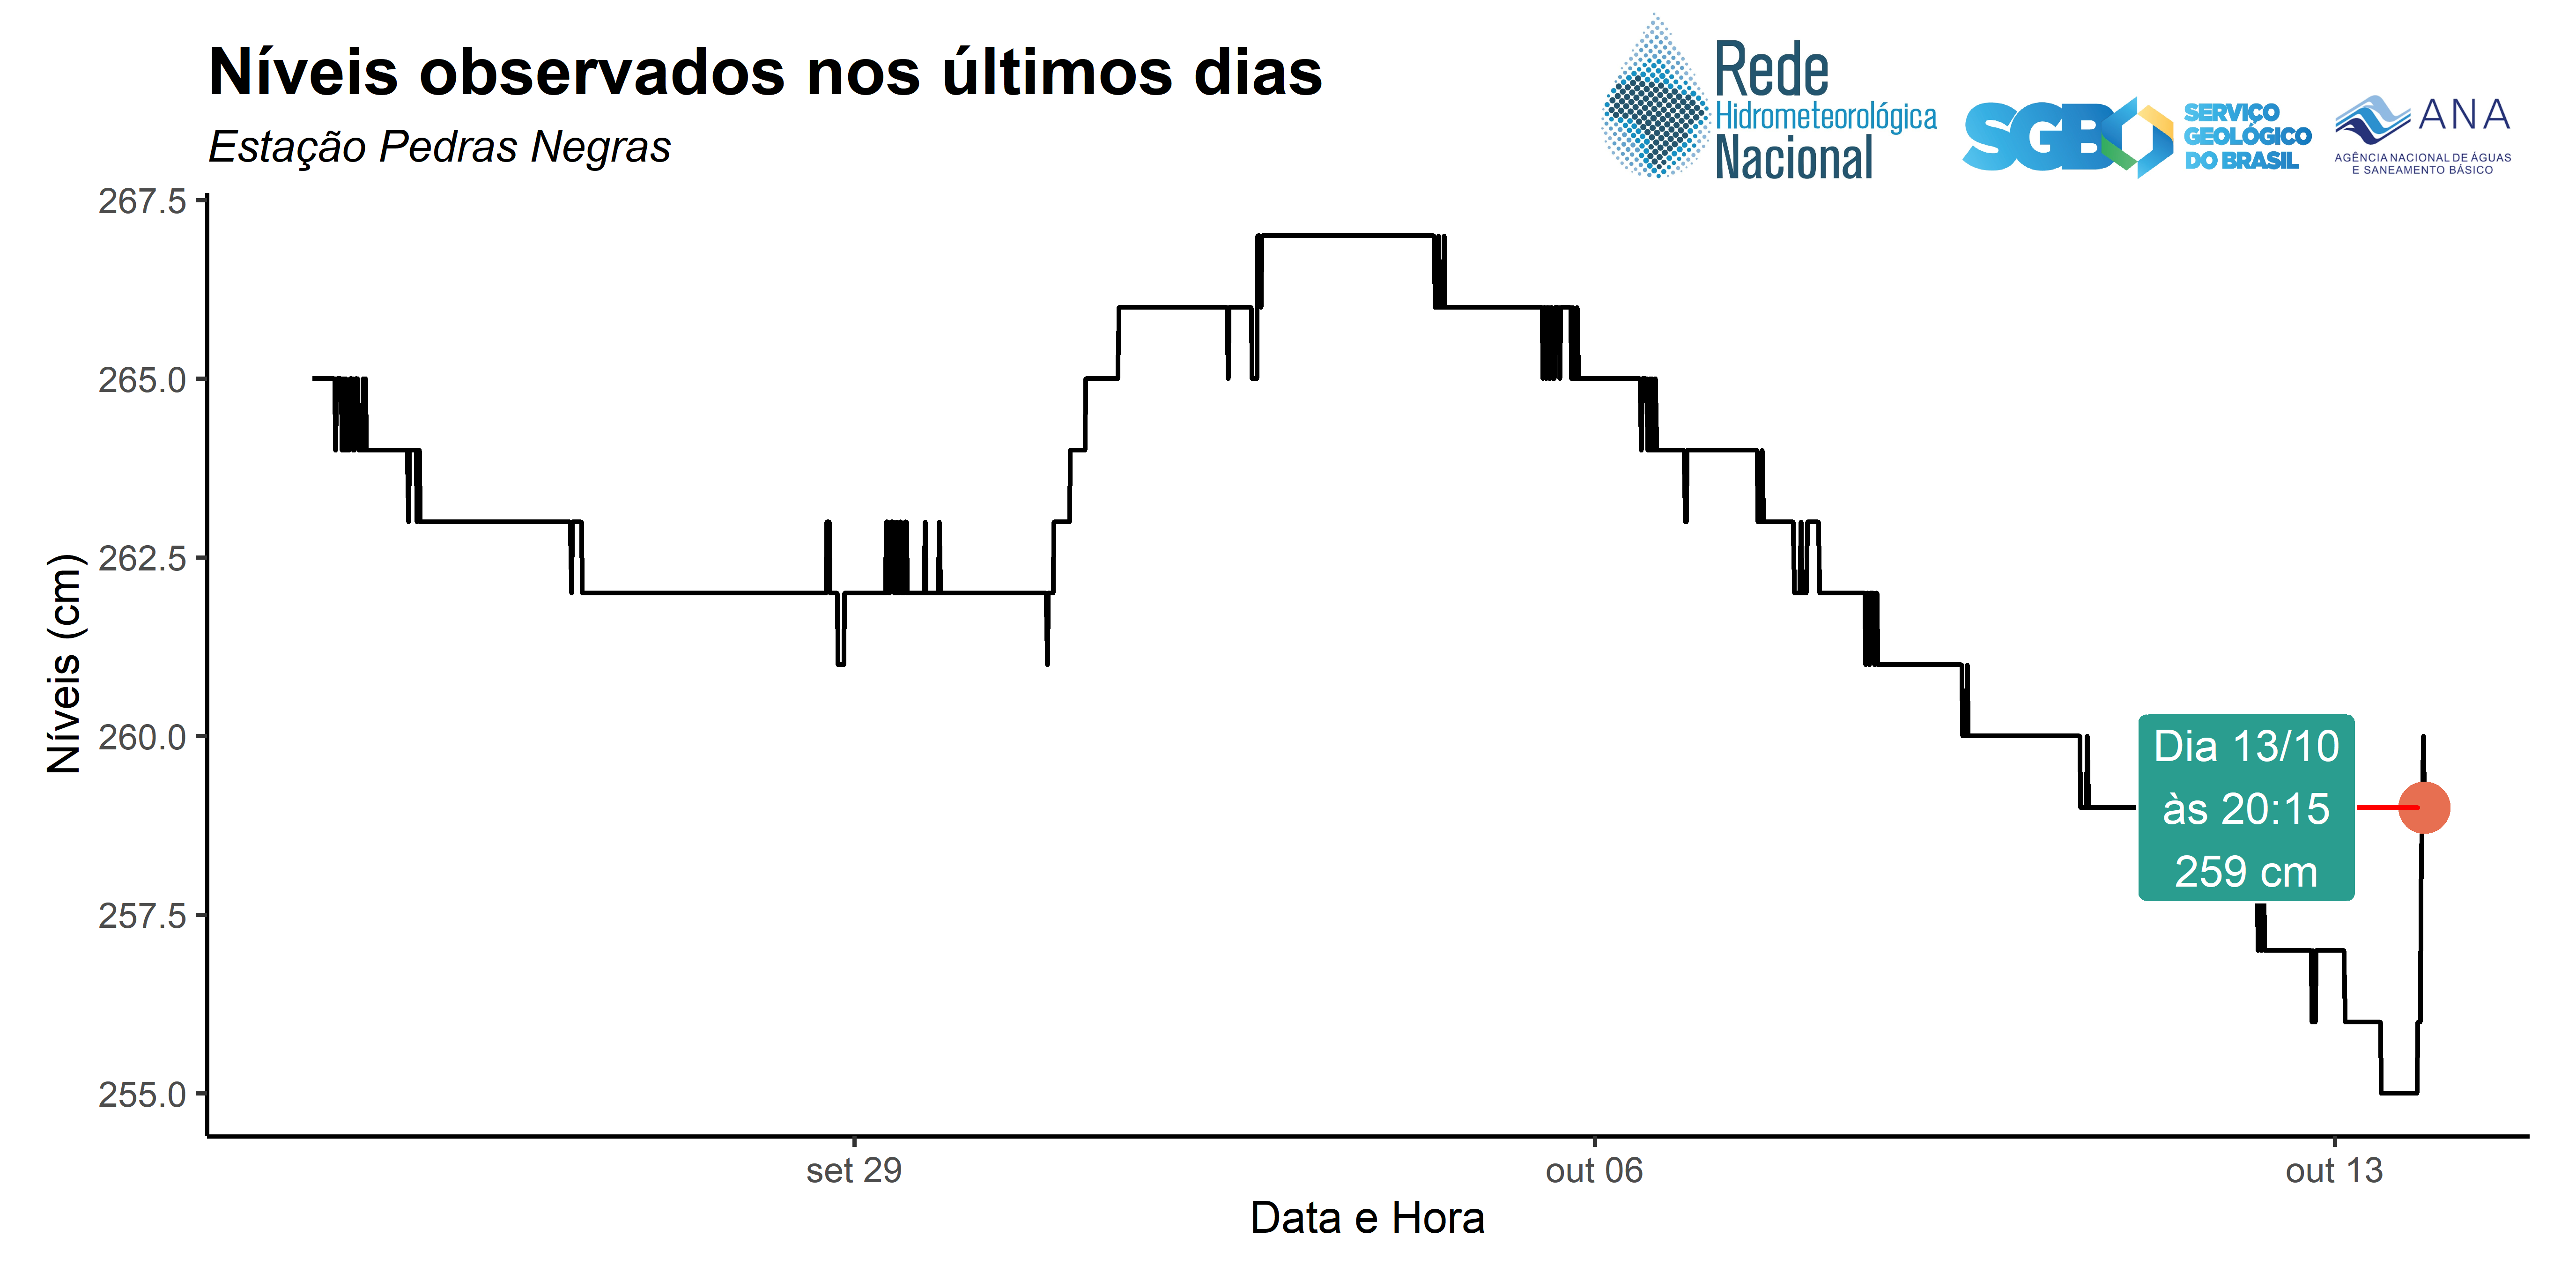 Níveis observados nos últimos dias
Estação Pedras Negras
Rede
Hidrometeorológica
Nacional
SGB
SERVIÇO
GEOLÓGICO
DO BRASIL
ANA
AGÊNCIA NACIONAL DE ÁGUAS
E SANEAMENTO BÁSICO
267.5
265.0
262.5
260.0
257.5
255.0
Níveis (cm)
Dia 13/10
às 20:15
259 cm
set 29
out 06
out 13
Data e Hora